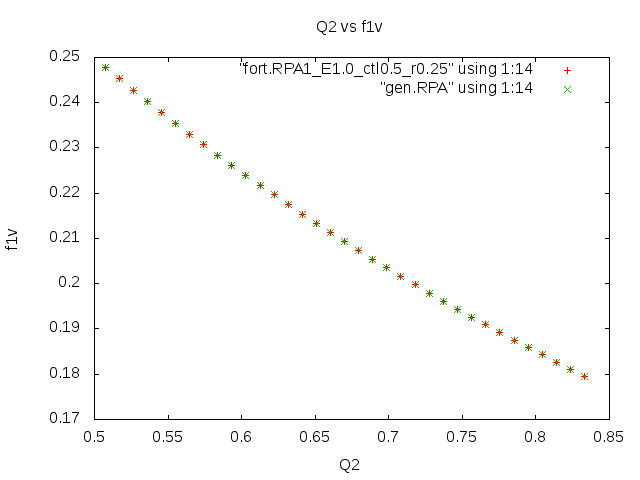 Q2 vs f1v
"fort.RPA1_E1.0_ctl0.5_r0.25" using 1:14
"gen.RPA" using 1:14
0.25
0.24
0.23
0.22
0.21
0.2
0.19
0.18
0.17
f1v
0.5 0.55 0.6 0.65 0.7 0.75 0.8 0.85
Q2